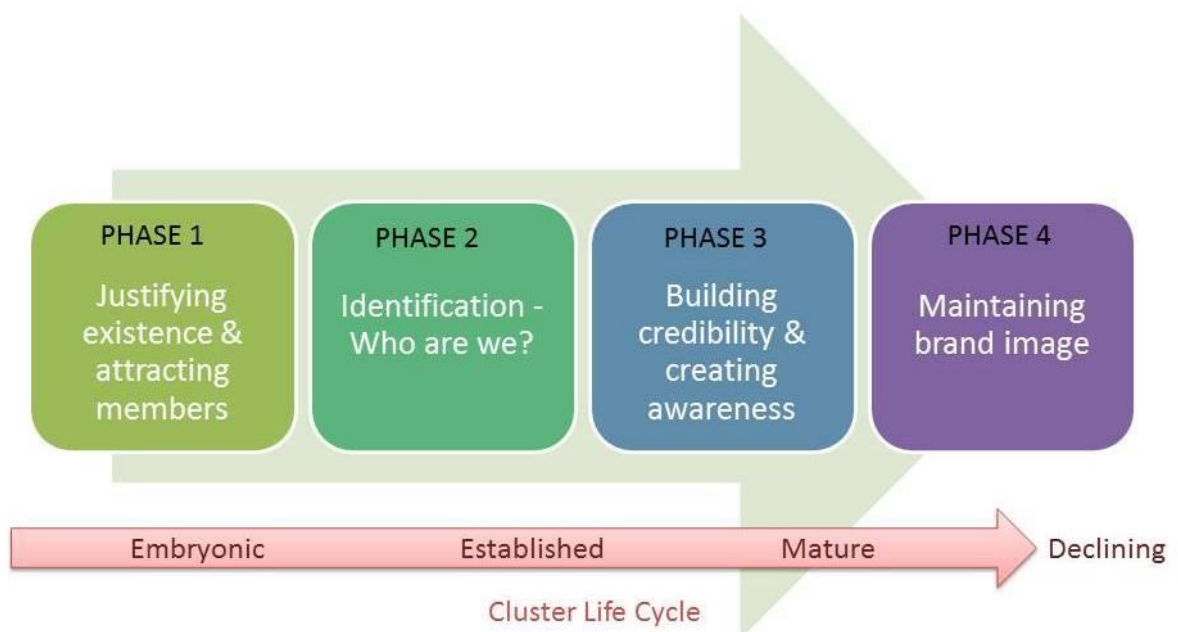 PHASE 1
Justifying
existence &
attracting
members
PHASE 2
Identification -
Who are we?
PHASE 3
Building
credibility &
creating
awareness
PHASE 4
Maintaining
brand image
Embryonic
Established
Mature
Declining
Cluster Life Cycle